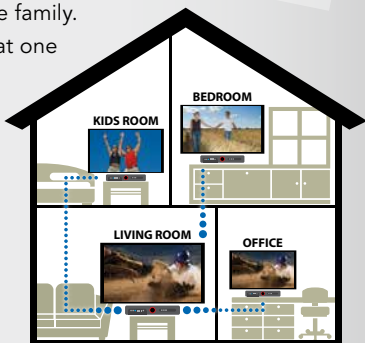 e family.
at one
BEDROOM
KIDS ROOM
LIVING ROOM
OFFICE